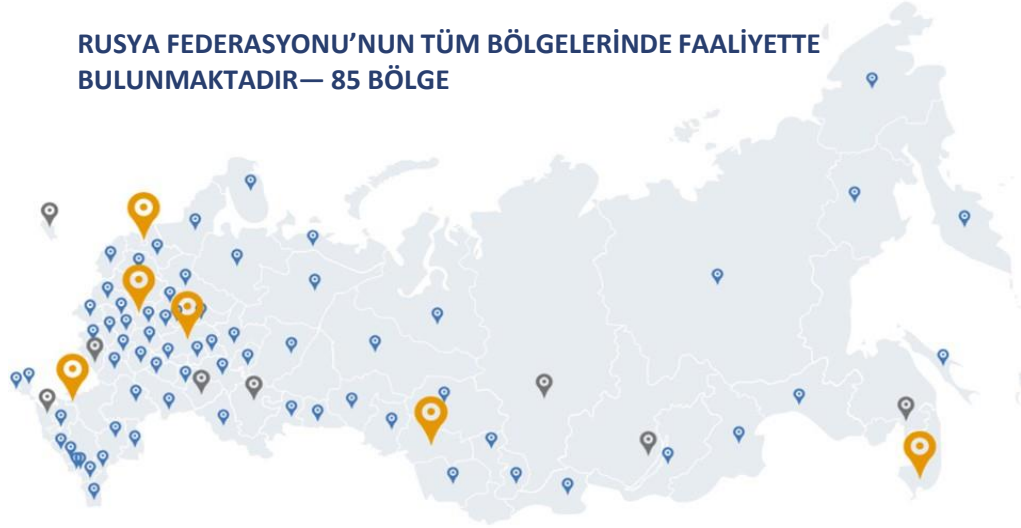 RUSYA FEDERASYONU’NUN TÜM BÖLGELERİNDE FAALİYETTE
BULUNMAKTADIR— 85 BÖLGE